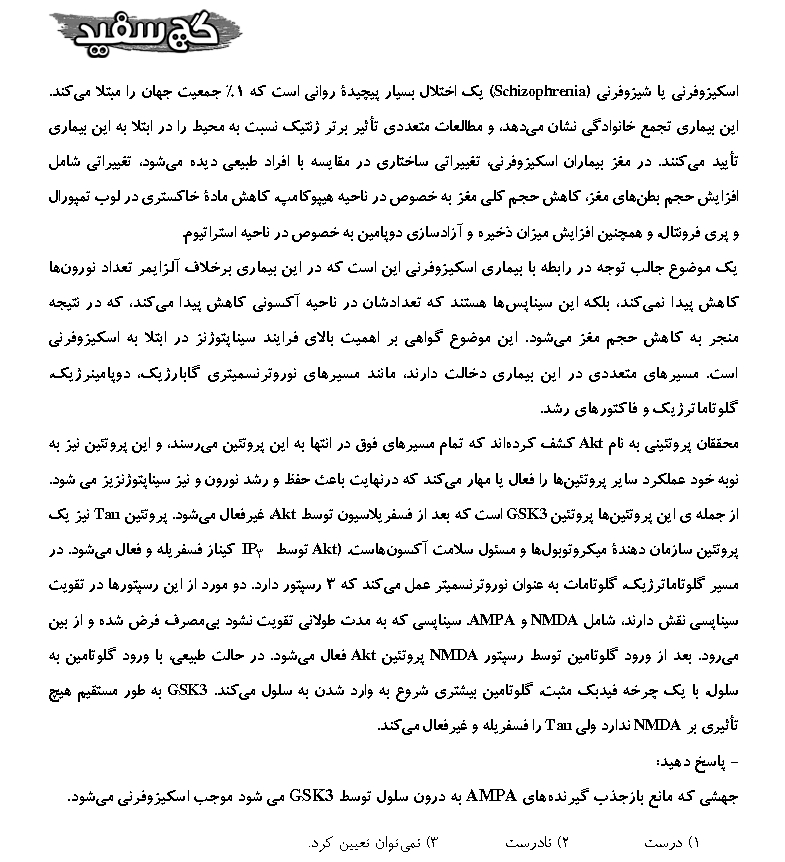 گچ سفید
اسکیزوفرنی یا شیزوفرنی (Schizophrenia) یک اختلال بسیار پیچیدهٔ روانی است که ۱٪ جمعیت جهان را مبتلا می‌کند.
این بیماری تجمع خانوادگی نشان می‌دهد، و مطالعات متعددی تأثیر برتر ژنتیک نسبت به محیط را در ابتلا به این بیماری
تأیید می‌کنند. در مغز بیماران اسکیزوفرنی، تغییراتی ساختاری در مقایسه با افراد طبیعی دیده می‌شود، تغییراتی شامل
افزایش حجم بطن‌های مغز، کاهش حجم کلی مغز به خصوص در ناحیه هیپوکامپ، کاهش مادهٔ خاکستری در لوب تمپورال
و پری فرونتال، و همچنین افزایش میزان ذخیره و آزادسازی دوپامین به خصوص در ناحیه استراتیوم.
یک موضوع جالب توجه در رابطه با بیماری اسکیزوفرنی این است که در این بیماری برخلاف آلزایمر تعداد نورون‌ها
کاهش پیدا نمی‌کند، بلکه این سیناپس‌ها هستند که تعدادشان در ناحیه آکسونی کاهش پیدا می‌کند، که در نتیجه
منجر به کاهش حجم مغز می‌شود. این موضوع گواهی بر اهمیت بالای فرایند سیناپتوژنز در ابتلا به اسکیزوفرنی
است. مسیرهای متعددی در این بیماری دخالت دارند، مانند مسیرهای نوروترنسمیتری گابارژیک، دوپامینرژیک،
گلوتاماترژیک و فاکتورهای رشد.
محققان پروتئینی به نام Akt کشف کرده‌اند که تمام مسیرهای فوق در انتها به این پروتئین می‌رسند، و این پروتئین نیز به
نوبه خود عملکرد سایر پروتئین‌ها را فعال یا مهار می‌کند که درنهایت باعث حفظ و رشد نورون و نیز سیناپتوژنزیز می شود.
از جمله ی این پروتئین‌ها پروتئین GSK3 است که بعد از فسفریلاسیون توسط Akt، غیرفعال می‌شود. پروتئین Tau نیز یک
پروتئین سازمان دهندهٔ میکروتوبول‌ها و مسئول سلامت آکسون‌هاست. (Akt توسط IP۳ کیناز فسفریله و فعال می‌شود. در
مسیر گلوتاماترژیک، گلوتامات به عنوان نوروترنسمیتر عمل می‌کند که ۳ رسپتور دارد. دو مورد از این رسپتورها در تقویت
سیناپسی نقش دارند، شامل NMDA و AMPA. سیناپسی که به مدت طولانی تقویت نشود بی‌مصرف فرض شده و از بین
می‌رود. بعد از ورود گلوتامین توسط رسپتور NMDA پروتئین Akt فعال می‌شود. در حالت طبیعی، با ورود گلوتامین به
سلول، با یک چرخه فیدبک مثبت، گلوتامین بیشتری شروع به وارد شدن به سلول می‌کند. GSK3 به طور مستقیم هیچ
تأثیری بر NMDA ندارد ولی Tau را فسفریله و غیرفعال می‌کند.
- پاسخ دهید:
جهشی که مانع بازجذب گیرنده‌های AMPA به درون سلول توسط GSK3 می شود موجب اسکیزوفرنی می‌شود.
۱) درست ۲) نادرست ۳) نمی‌توان تعیین کرد.